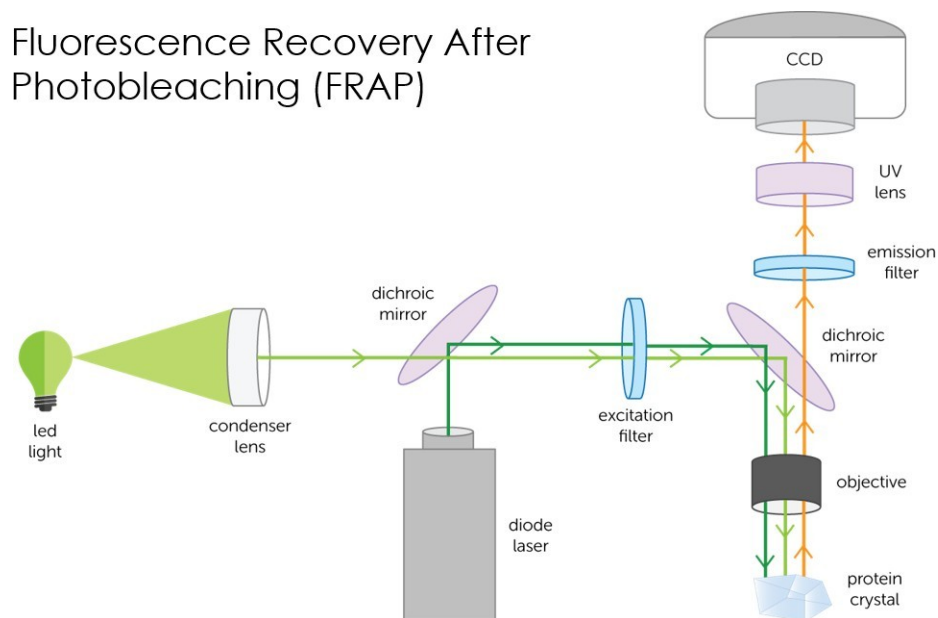 Fluorescence Recovery After
Photobleaching (FRAP)
CCD
UV
lens
emission
filter
dichroic
mirror
dichroic
mirror
led
light
condenser
lens
excitation
filter
objective
diode
laser
protein
crystal